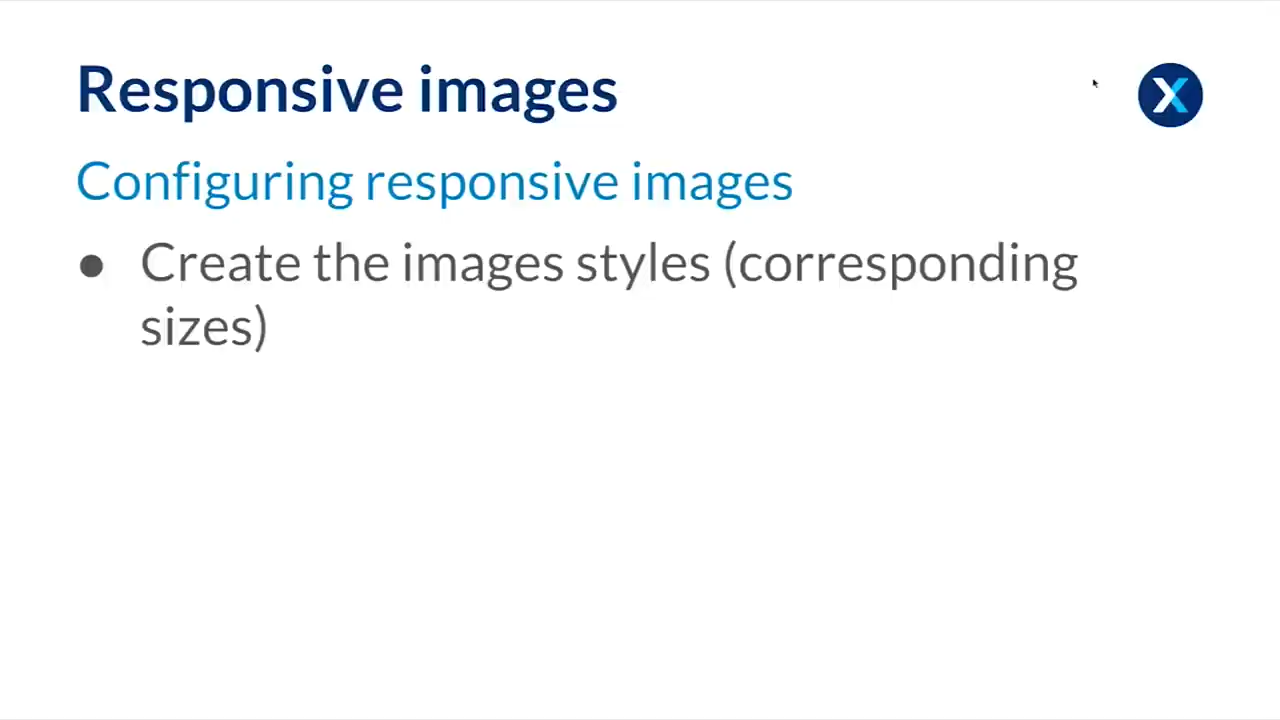 Responsive images
Configuring responsive images
● Create the images styles (corresponding
sizes)